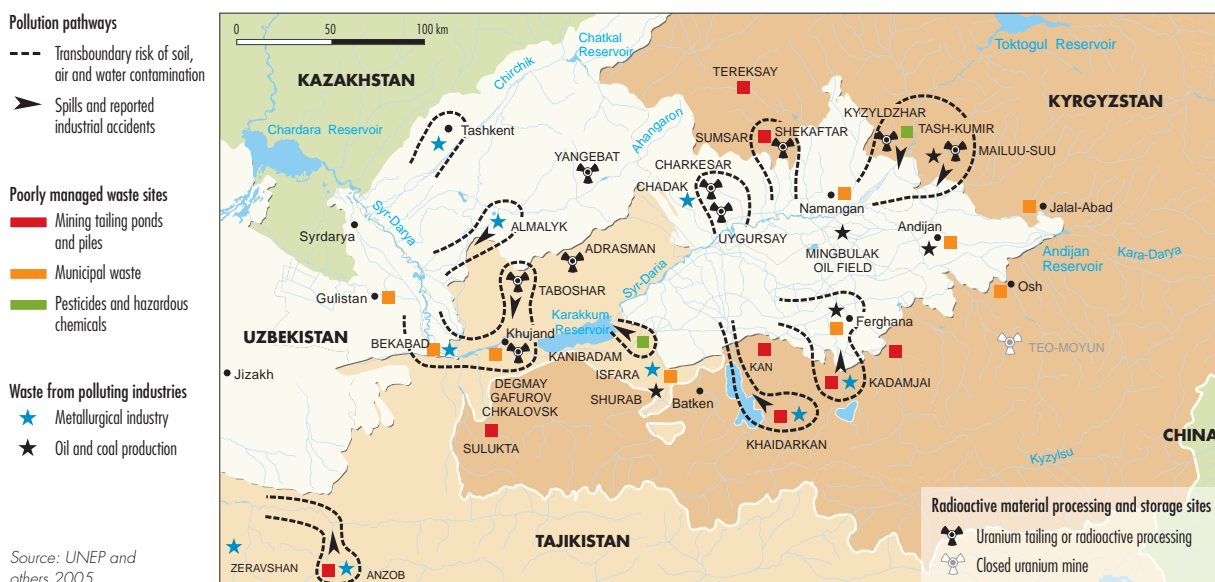 Pollution pathways
Transboundary risk of soil,
air and water contamination
Spills and reported
industrial accidents
Poorly managed waste sites
Mining tailing ponds
and piles
Municipal waste
Pesticides and hazardous
chemicals
Waste from polluting industries
Metallurgical industry
Oil and coal production
Source: UNEP and
others 2005
0 50 100 km
KAZAKHSTAN
Chatkal
Reservoir
Chirchik
Toktogul Reservoir
TEREKSAY
KYRGYZSTAN
Chardara Reservoir
Tashkent
Ahangaron
KYZYLDZHAR
SUMSAR
SHEKAFTAR
TASH-KUMIR
MAILUU-SUU
YANGEBAT
CHARKESAR
CHADAK
Syr-Darya
Namangan
Jalal-Abad
Syrdarya
ALMALYK
UYGURSAY
Andijan
MINGBULAK
OIL FIELD
Andijan
Reservoir
Kara-Darya
ADRASMAN
TABOSHAR
Syr-Daria
Osh
Gulistan
Karakkum
Reservoir
Ferghana
UZBEKISTAN
BEKABAD
Khujand
KANIBADAM
TEO-MOYUN
Jizakh
ISFARA
KAN
DEGMAY
GAFUROV
CHKALOVSK
SHURAB
Batken
KADAMJAI
KHAIDARKAN
SULUKTA
CHINA
Kyzylsu
TAJIKISTAN
ZERAVSHAN
ANZOB
Radioactive material processing and storage sites
Uranium tailing or radioactive processing
Closed uranium mine